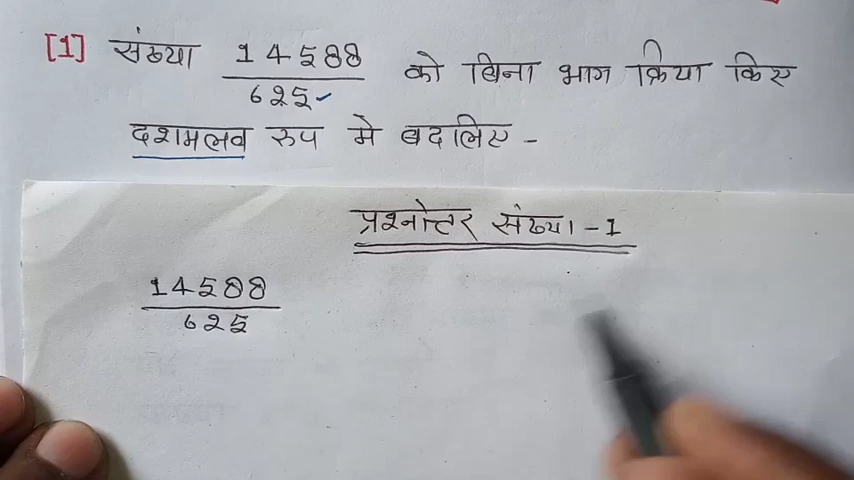 [1] संख्या 14588/625 को बिना भाग क्रिया किए
दशमलव रुप मे बदलिए -
प्रश्नोत्तर संख्या - 1
14588
625